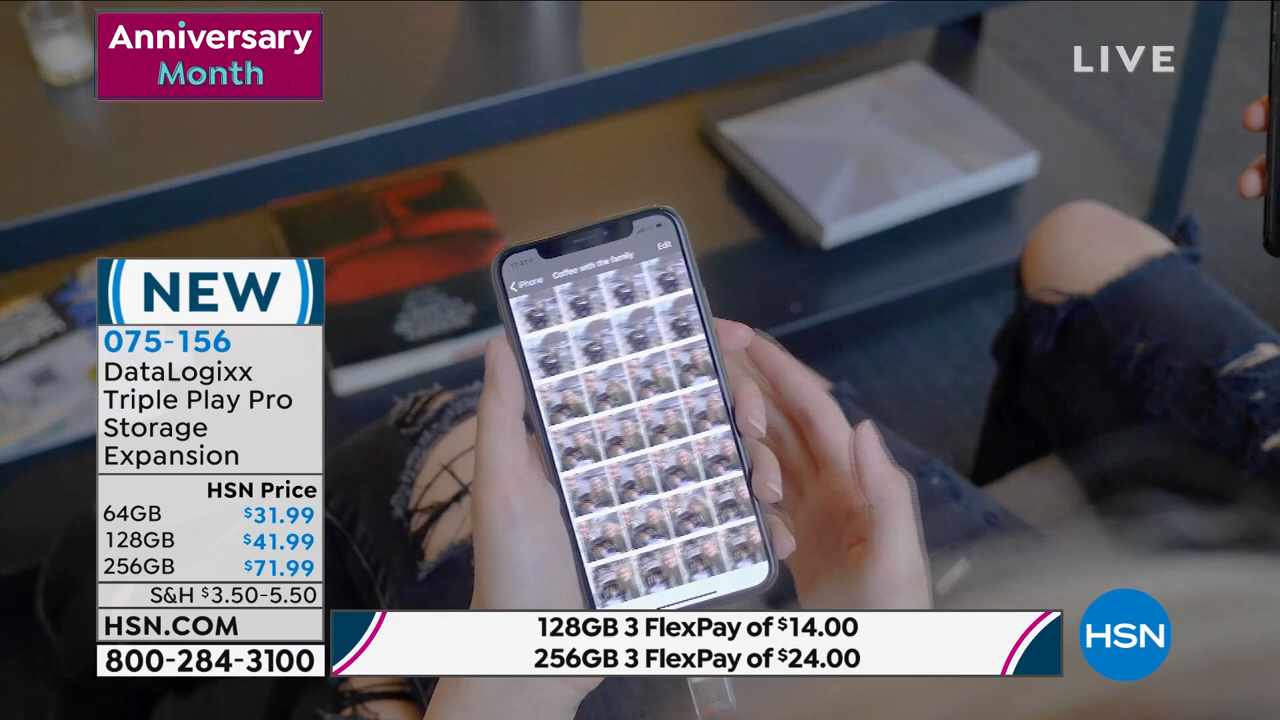 Anniversary
Month
LIVE
NEW
075-156
DataLogixx
Triple Play Pro
Storage
Expansion
HSN Price
64GB $31.99
128GB $41.99
256GB $71.99
S&H $3.50-5.50
HSN.COM
800-284-3100
Edit
iPhone Coffee with the family
128GB 3 FlexPay of $14.00
256GB 3 FlexPay of $24.00
HSN